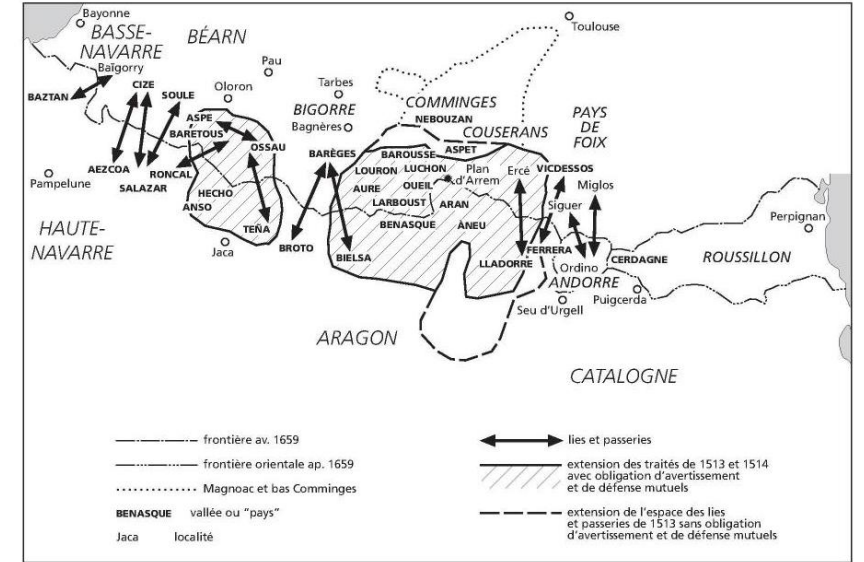 Bayonne
BASSE-
NAVARRE
BÉARN
Toulouse
Baïgorry
Pau
BAZTAN
CIZE
SOULE
Oloron
Tarbes
BIGORRE
COMMINGES
NEBOUZAN
PAYS
DE
FOIX
ASPE
BARETOUS
OSSAU
Bagnères
COUSERANS
BARÈGES
BAROUSSE
ASPET
AEZCOA
SALAZAR
RONCAL
Pampelune
LOURON
LUCHON
Plan
d'Arrem
Ercé
VICDESSOS
Miglos
AURE
OUEIL
Siguer
HECHO
ANSO
LARBOUST
ARAN
Perpignan
HAUTE-
NAVARRE
TEÑA
BENASQUE
ÀNEU
Jaca
BROTO
BIELSA
FERRERA
LLADORRE
Ordino
CERDAGNE
ROUSSILLON
ANDORRE
Puigcerda
Seu d'Urgell
ARAGON
CATALOGNE
frontière av. 1659
frontière orientale ap. 1659
Magnoac et bas Comminges
BENASQUE vallée ou "pays"
Jaca localité
lies et passeries
extension des traités de 1513 et 1514
avec obligation d'avertissement
et de défense mutuels
extension de l'espace des lies
et passeries de 1513 sans obligation
d'avertissement et de défense mutuels